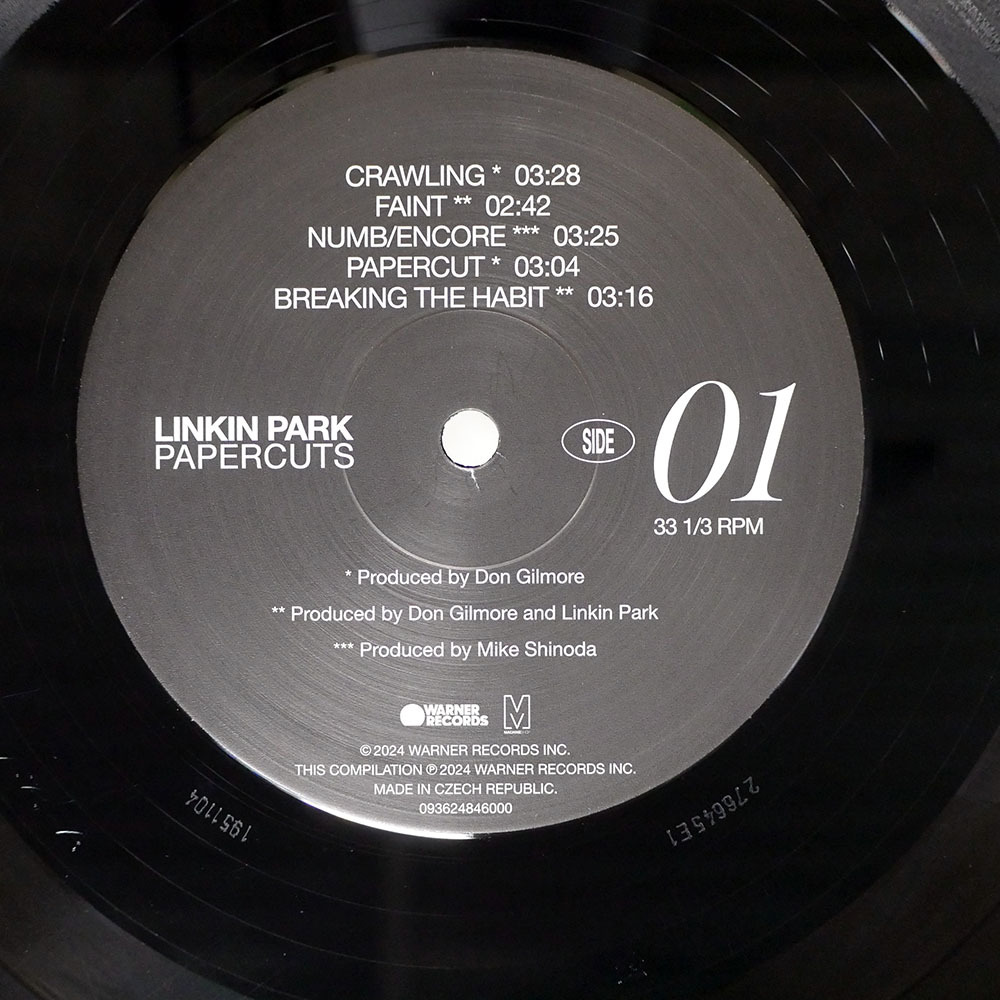 CRAWLING * 03:28
FAINT ** 02:42
NUMB/ENCORE *** 03:25
PAPERCUT * 03:04
BREAKING THE HABIT ** 03:16
LINKIN PARK
PAPERCUTS
SIDE
01
33 1/3 RPM
* Produced by Don Gilmore
** Produced by Don Gilmore and Linkin Park
*** Produced by Mike Shinoda
WARNER
RECORDS
M
MACHINE SHOP
© 2024 WARNER RECORDS INC.
THIS COMPILATION ℗ 2024 WARNER RECORDS INC.
MADE IN CZECH REPUBLIC.
093624846000
1951104
276645E1